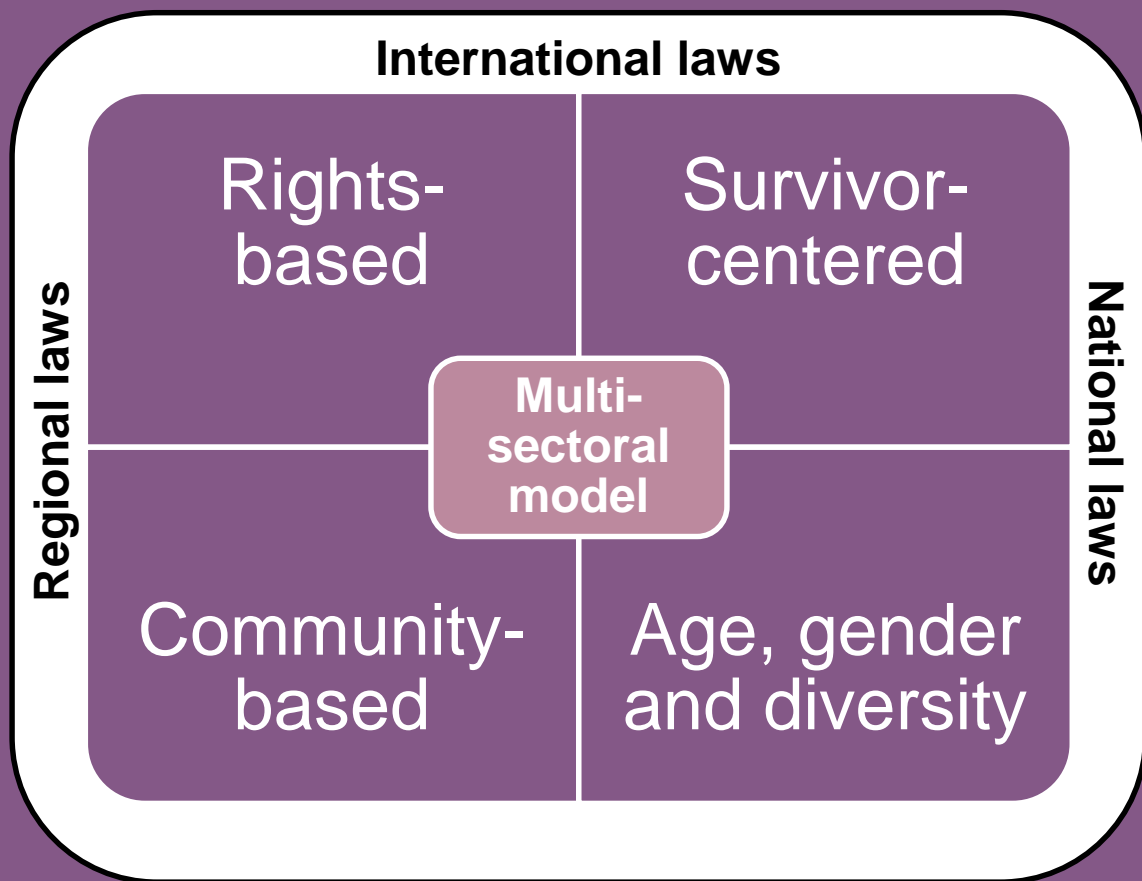 International laws
Rights-
based
Survivor-
centered
Regional laws
National laws
Multi-
sectoral
model
Community-
based
Age, gender
and diversity